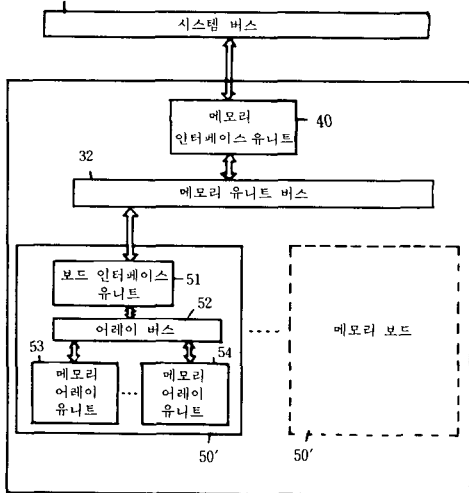 시스템 버스
메모리
인터페이스 유니트
40
32
메모리 유니트 버스
보드 인터페이스
유니트
51
52
어레이 버스
53
메모리
어레이
유니트
...
54
메모리
어레이
유니트
50'
메모리 보드
50'